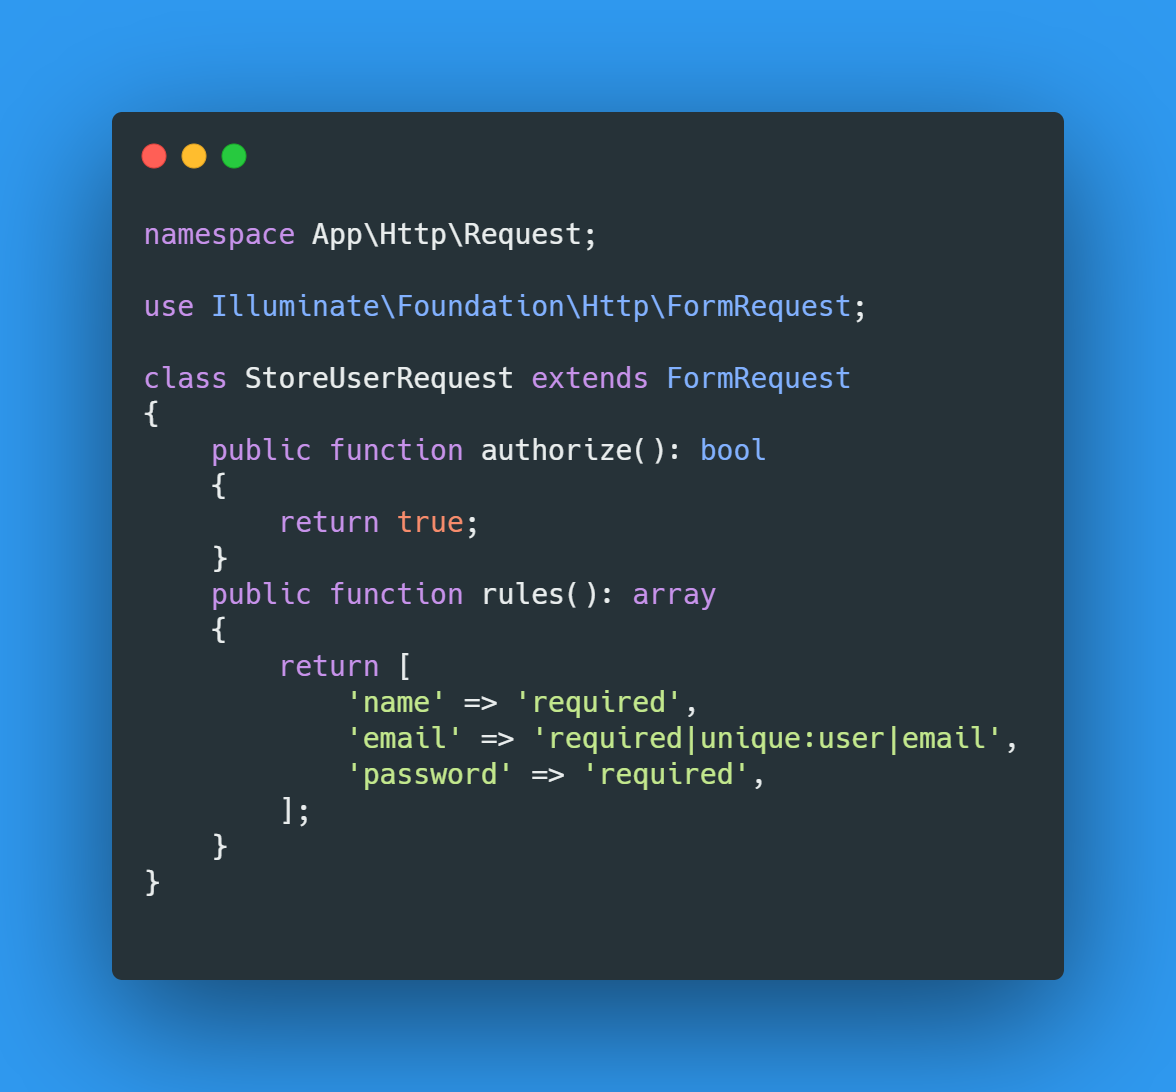 namespace App\Http\Request;

use Illuminate\Foundation\Http\FormRequest;

class StoreUserRequest extends FormRequest
{
    public function authorize(): bool
    {
        return true;
    }
    public function rules(): array
    {
        return [
            'name' => 'required',
            'email' => 'required|unique:user|email',
            'password' => 'required',
        ];
    }
}